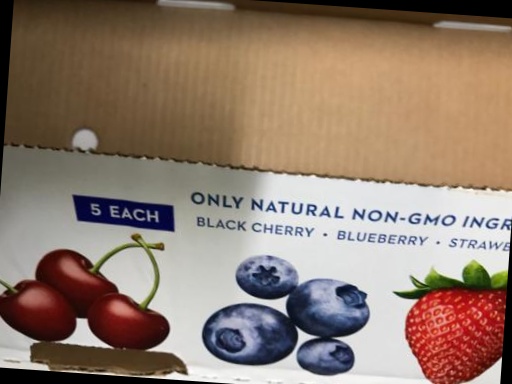 5 EACH
ONLY NATURAL NON-GMO
BLACK CHERRY • BLUEBERRY •